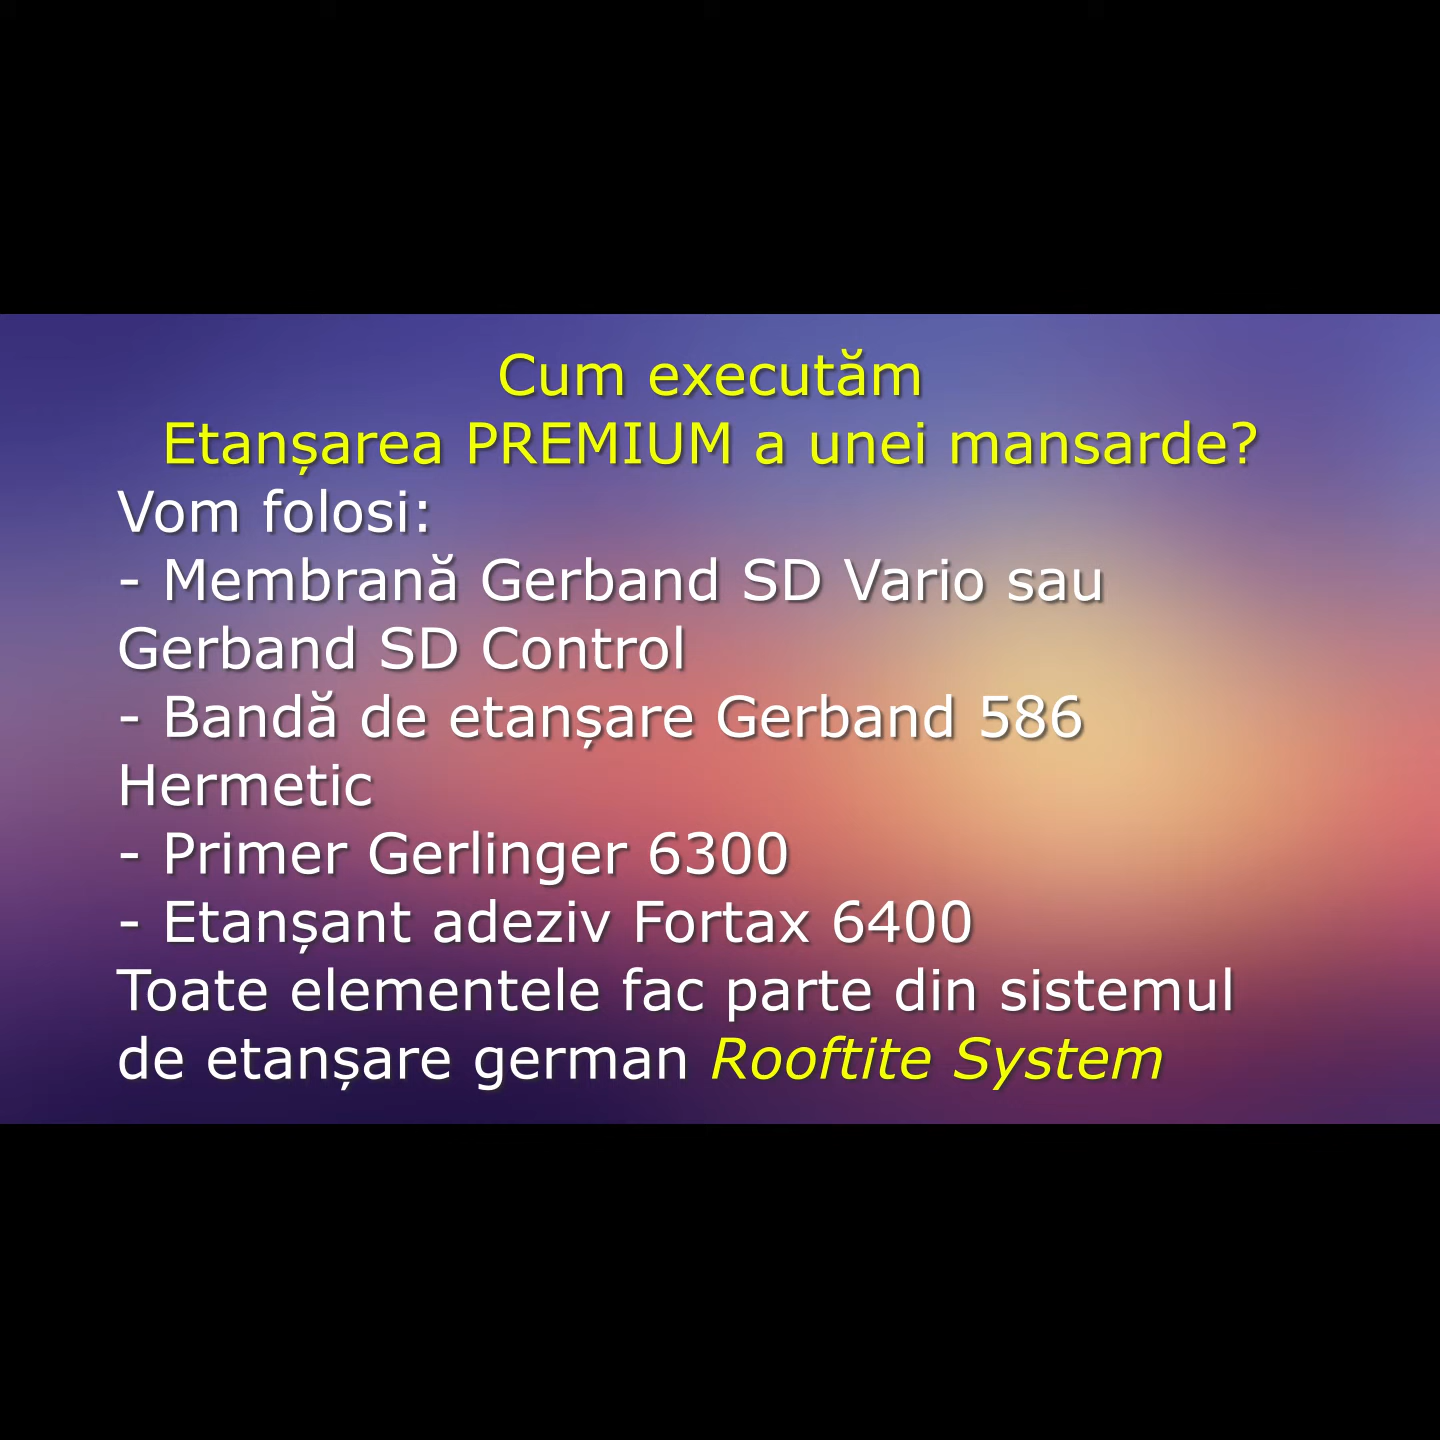 Cum executăm
Etanșarea PREMIUM a unei mansarde?
Vom folosi:
- Membrană Gerband SD Vario sau
Gerband SD Control
- Bandă de etanșare Gerband 586
Hermetic
- Primer Gerlinger 6300
- Etanșant adeziv Fortax 6400
Toate elementele fac parte din sistemul
de etanșare german Rooftite System